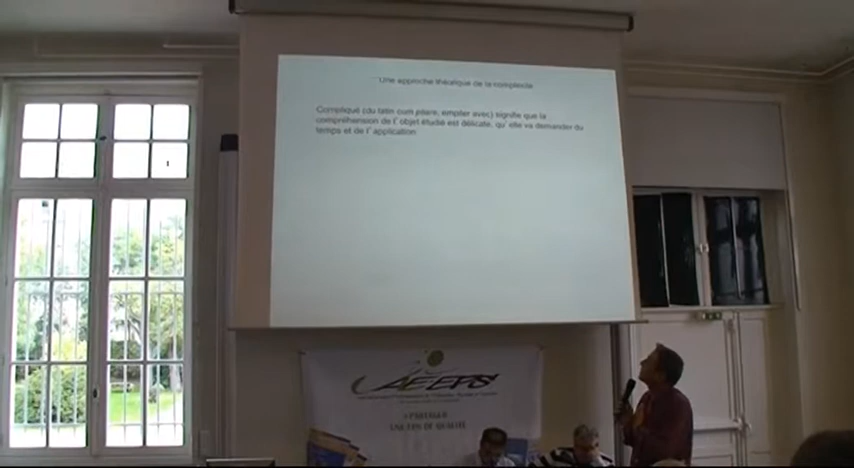 Une approche théorique de la complexité
Compliqué (du latin cum pliare, empiler avec) signifie que la
compréhension de l' objet étudié est délicate, qu' elle va demander du
temps et de l' application
AEEPS